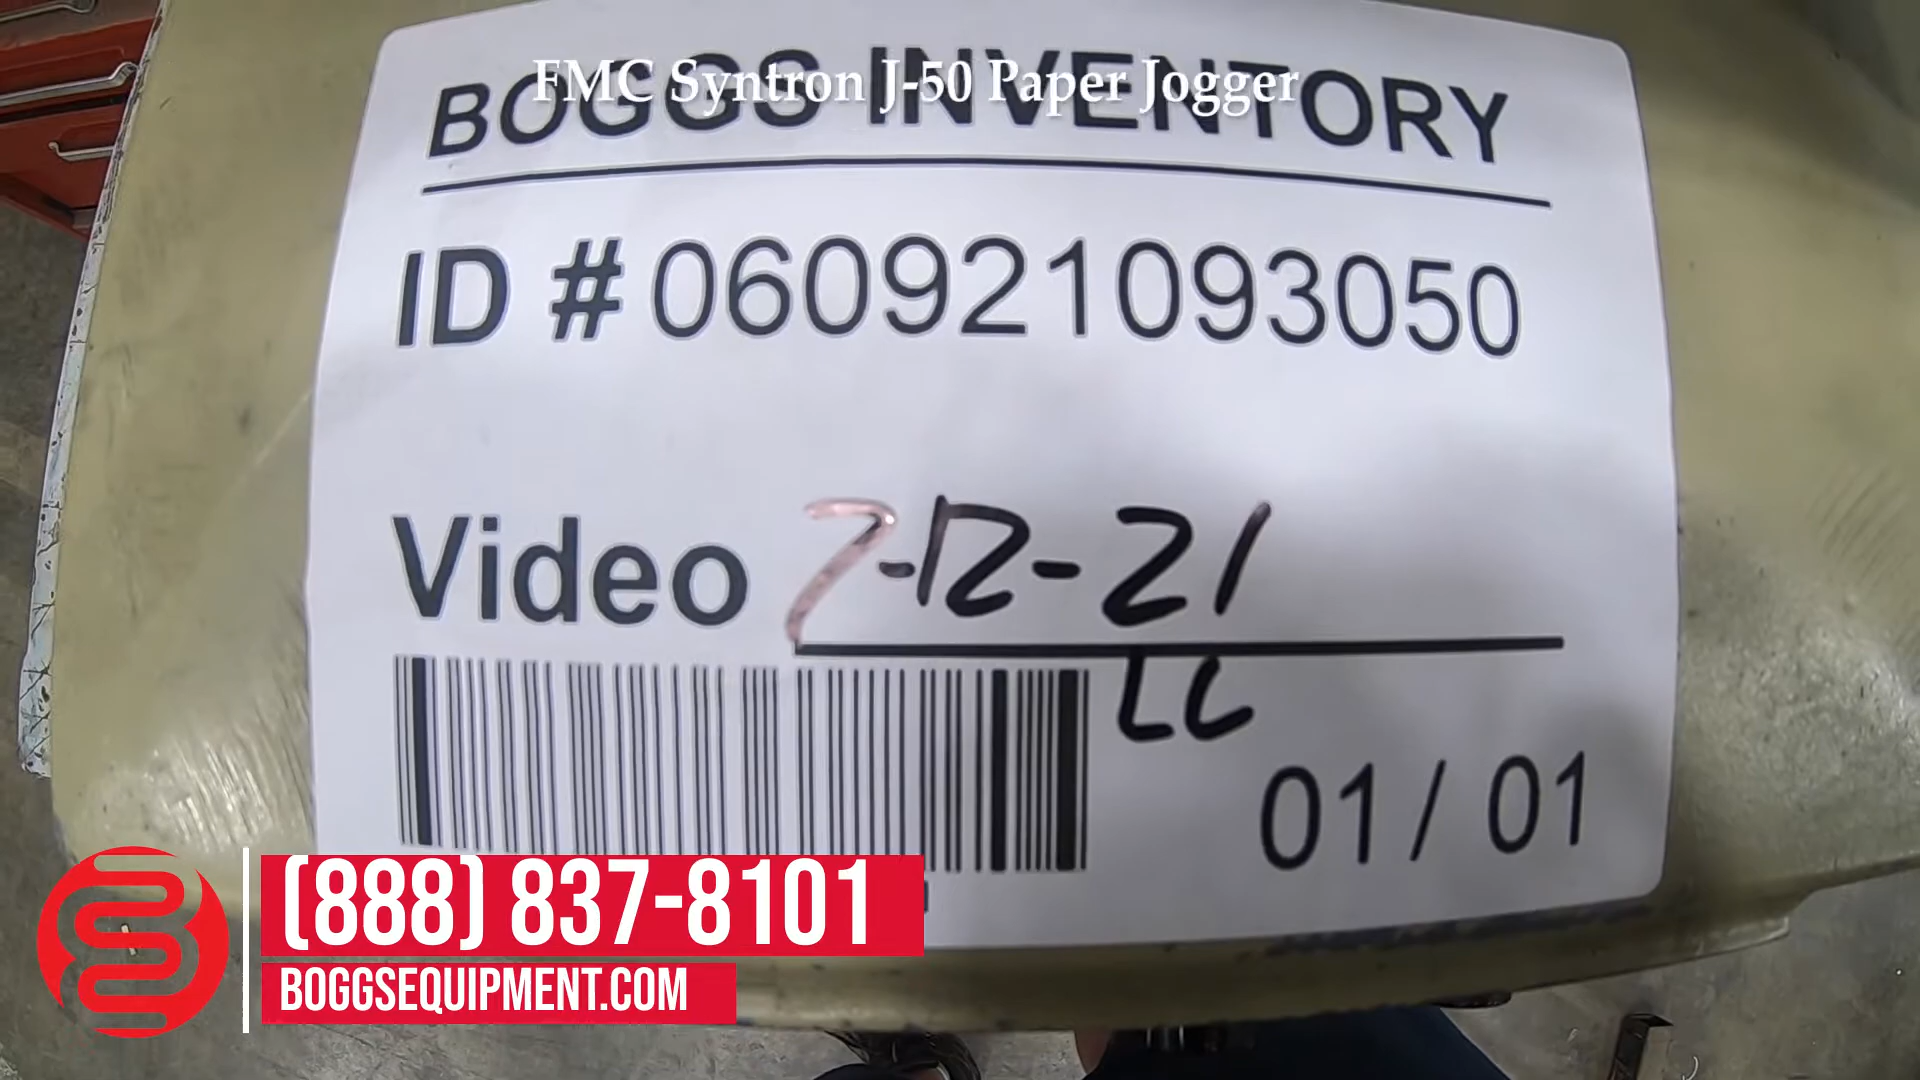 FMC Syntron J-50 Paper Jogger
BOGGS INVENTORY
ID # 060921093050
Video 7-12-21
LC
01 / 01
(888) 837-8101
BOGGSEQUIPMENT.COM